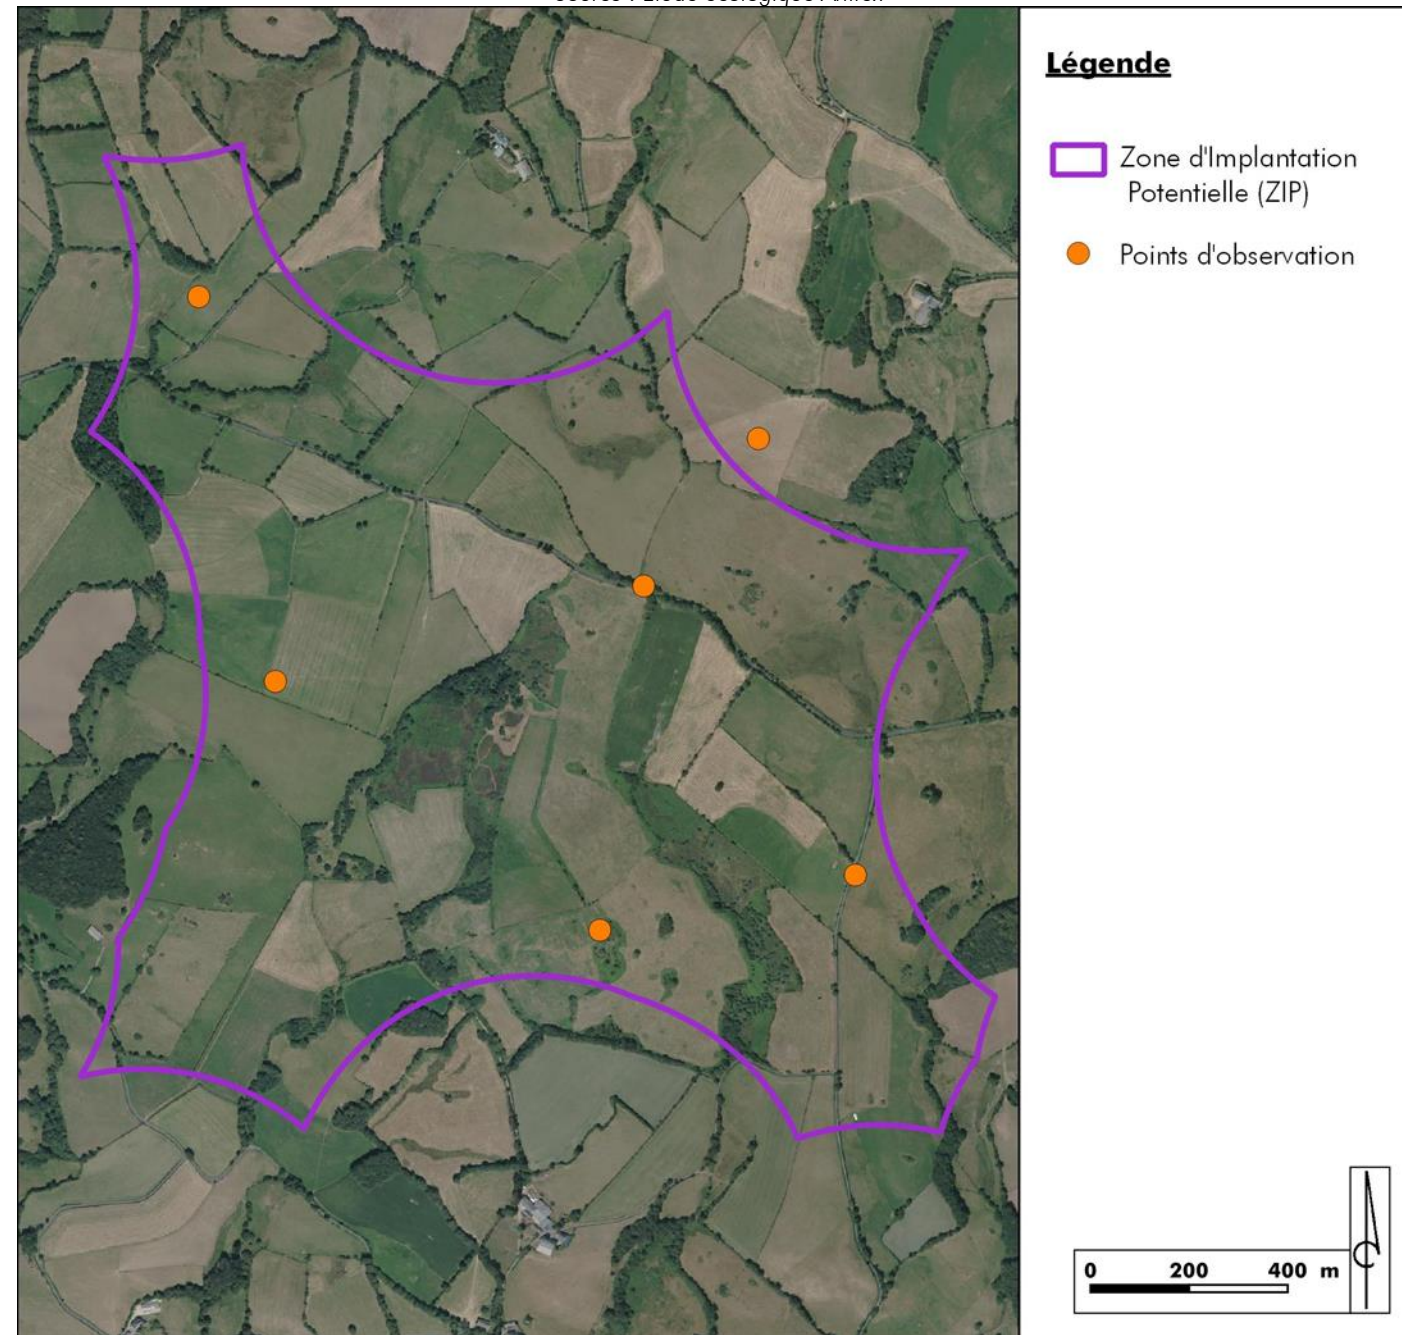 Légende
Zone d'Implantation
Potentielle (ZIP)
Points d'observation
0 200 400 m